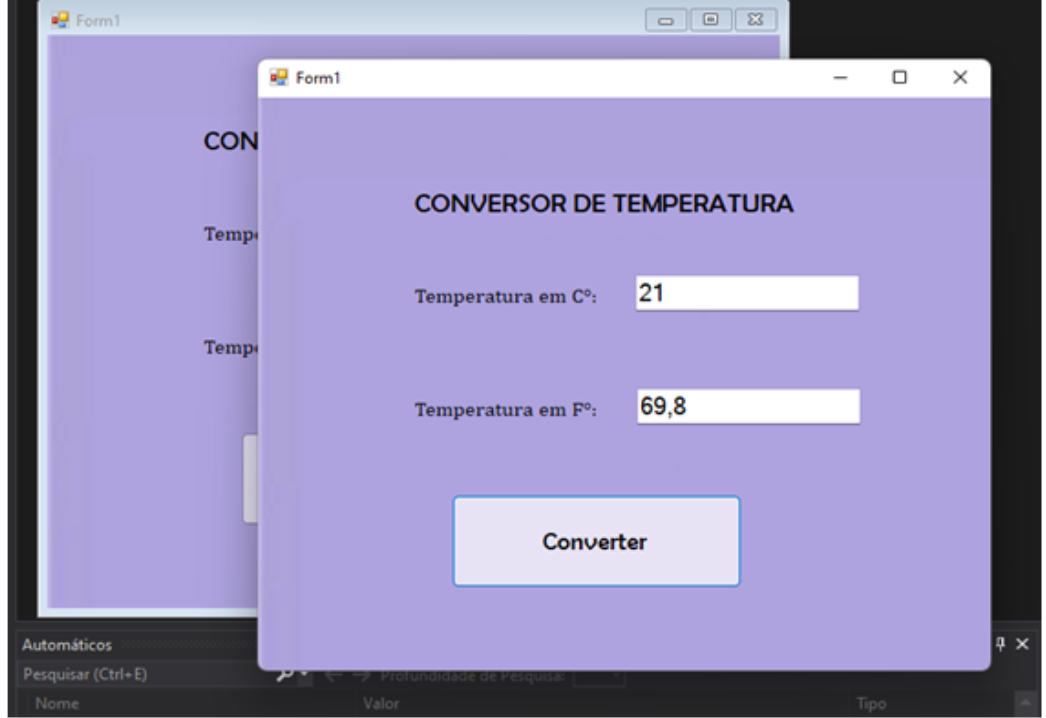 Form1
CON
Tempe
Tempe
Form1
CONVERSOR DE TEMPERATURA
Temperatura em Cº:
21
Temperatura em Fº:
69,8
Converter
Automáticos
Pesquisar (Ctrl+E)
Profundidade de Pesquisa:
Nome
Valor
Tipo